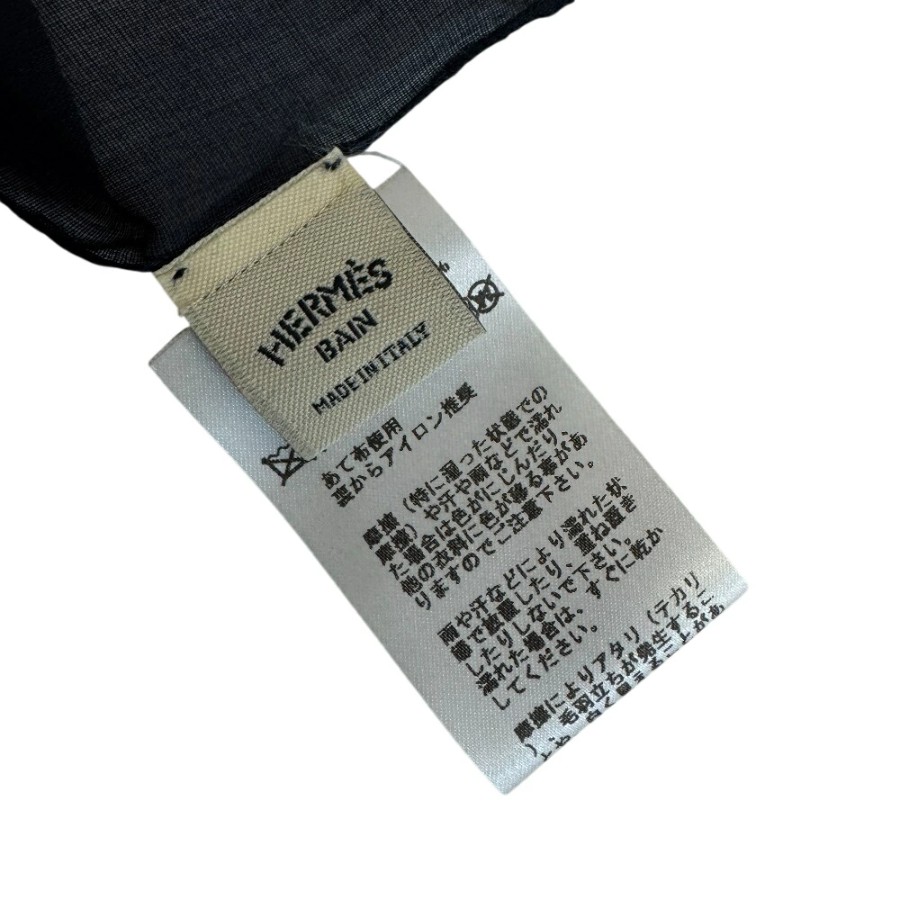 HERMÈS
BAIN
MADE IN ITALY
%
あて布使用
裏からアイロン推奨
摩擦（特に湿った状態での
摩擦）や汗や雨などで濡れ
た場合は色がにじんだり、
他の衣料に色が移る事があ
りますのでご注意下さい。
雨や汗などにより濡れた状
態で放置したり、重ね置き
したりしないで下さい。
濡れた場合は、すぐに乾か
してください。
摩擦によりアタリ（テカリ
）、毛羽立ちが発生するこ